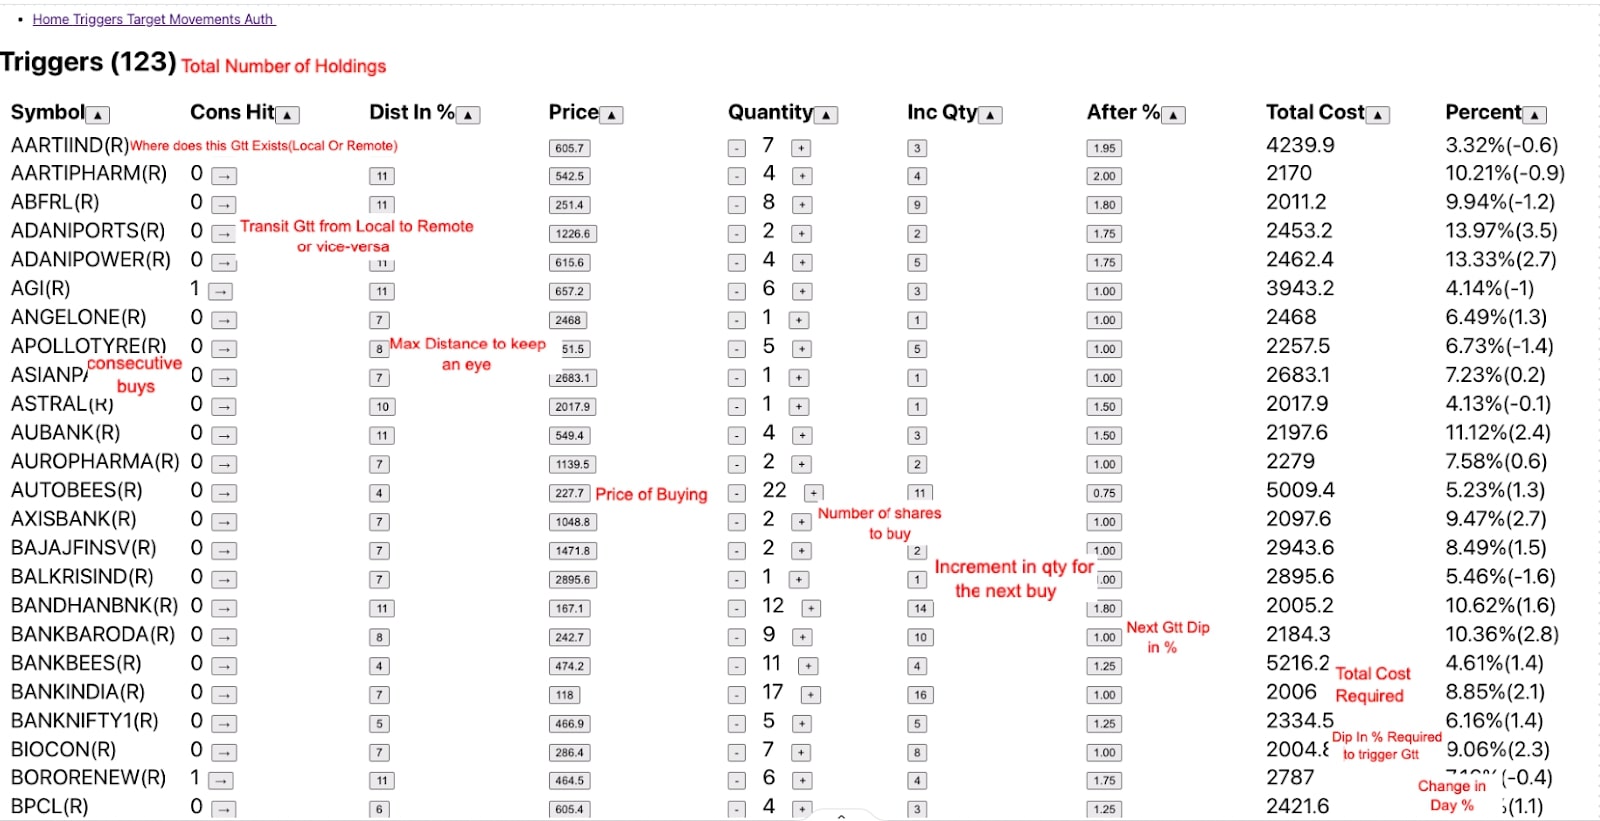 Home Triggers Target Movements Auth
Triggers (123) Total Number of Holdings
Symbol▲ Cons Hit▲ Dist In %▲ Price▲ Quantity▲ Inc Qty▲ After %▲ Total Cost▲ Percent▲
AARTIIND(R) Where does this Gtt Exists(Local Or Remote) 605.7 - 7 + 3 1.95 4239.9 3.32%(-0.6)
AARTIPHARM(R) 0 → 11 542.5 - 4 + 4 2.00 2170 10.21%(-0.9)
ABFRL(R) 0 → 11 251.4 - 8 + 9 1.80 2011.2 9.94%(-1.2)
ADANIPORTS(R) 0 → Transit Gtt from Local to Remote 1226.6 - 2 + 2 1.75 2453.2 13.97%(3.5)
or vice-versa
ADANIPOWER(R) 0 → 11 615.6 - 4 + 5 1.75 2462.4 13.33%(2.7)
AGI(R) 1 → 11 657.2 - 6 + 3 1.00 3943.2 4.14%(-1)
ANGELONE(R) 0 → 7 2468 - 1 + 1 1.00 2468 6.49%(1.3)
APOLLOTYRE(R) 0 → 8 Max Distance to keep 51.5 - 5 + 5 1.00 2257.5 6.73%(-1.4)
an eye
consecutive
buys
ASIANPA 0 → 7 2683.1 - 1 + 1 1.00 2683.1 7.23%(0.2)
ASTRAL(R) 0 → 10 2017.9 - 1 + 1 1.50 2017.9 4.13%(-0.1)
AUBANK(R) 0 → 11 549.4 - 4 + 3 1.50 2197.6 11.12%(2.4)
AUROPHARMA(R) 0 → 7 1139.5 - 2 + 2 1.00 2279 7.58%(0.6)
AUTOBEES(R) 0 → 4 227.7 Price of Buying - 22 + 11 0.75 5009.4 5.23%(1.3)
AXISBANK(R) 0 → 7 1048.8 - 2 + Number of shares 1.00 2097.6 9.47%(2.7)
to buy
BAJAJFINSV(R) 0 → 7 1471.8 - 2 + 2 1.00 2943.6 8.49%(1.5)
Increment in qty for
the next buy
BALKRISIND(R) 0 → 7 2895.6 - 1 + 1 .00 2895.6 5.46%(-1.6)
BANDHANBNK(R) 0 → 11 167.1 - 12 + 14 1.80 2005.2 10.62%(1.6)
BANKBARODA(R) 0 → 8 242.7 - 9 + 10 1.00 Next Gtt Dip 2184.3 10.36%(2.8)
in %
BANKBEES(R) 0 → 4 474.2 - 11 + 4 1.25 5216.2 4.61%(1.4)
Total Cost
Required
BANKINDIA(R) 0 → 7 118 - 17 + 16 1.00 2006 8.85%(2.1)
BANKNIFTY1(R) 0 → 5 466.9 - 5 + 5 1.25 2334.5 6.16%(1.4)
Dip In % Required
to trigger Gtt
BIOCON(R) 0 → 7 286.4 - 7 + 8 1.00 2004.8 9.06%(2.3)
BORORENEW(R) 1 → 11 464.5 - 6 + 4 1.75 2787 (-0.4)
Change in
Day %
BPCL(R) 0 → 6 605.4 - 4 + 3 1.25 2421.6 (1.1)